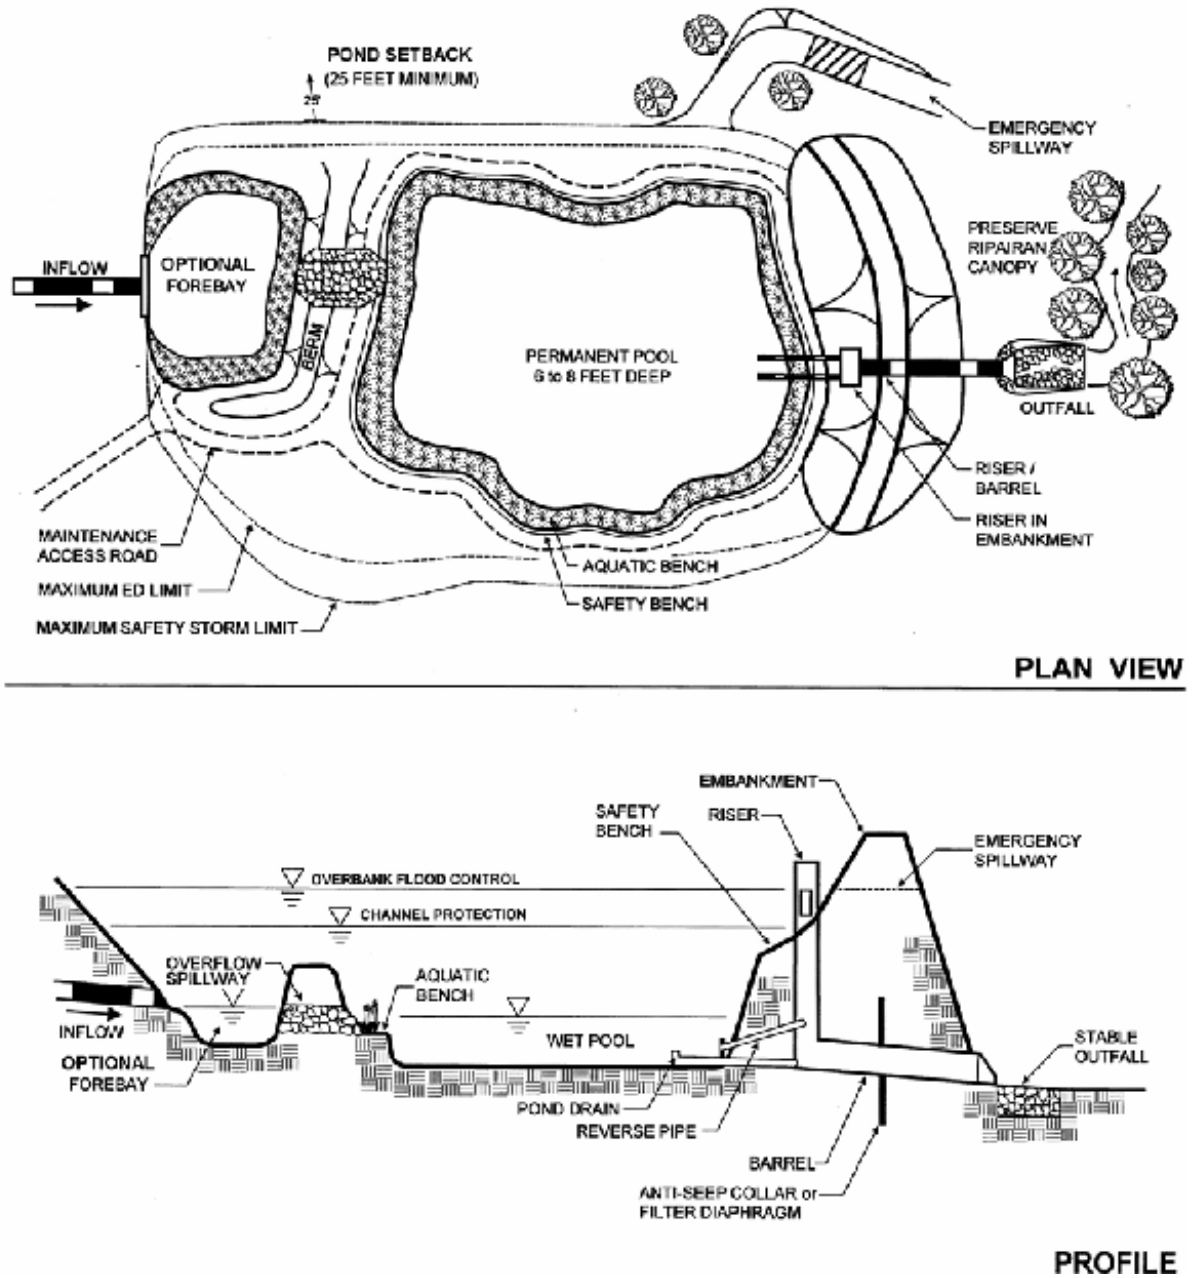 POND SETBACK
(25 FEET MINIMUM)
25'
EMERGENCY
SPILLWAY
PRESERVE
RIPAIRAN
CANOPY
INFLOW
OPTIONAL
FOREBAY
BERM
PERMANENT POOL
6 to 8 FEET DEEP
OUTFALL
RISER /
BARREL
RISER IN
EMBANKMENT
MAINTENANCE
ACCESS ROAD
AQUATIC BENCH
MAXIMUM ED LIMIT
SAFETY BENCH
MAXIMUM SAFETY STORM LIMIT
PLAN VIEW
EMBANKMENT
SAFETY
BENCH
RISER
EMERGENCY
SPILLWAY
OVERBANK FLOOD CONTROL
CHANNEL PROTECTION
OVERFLOW
SPILLWAY
AQUATIC
BENCH
INFLOW
WET POOL
STABLE
OUTFALL
OPTIONAL
FOREBAY
POND DRAIN
REVERSE PIPE
BARREL
ANTI-SEEP COLLAR or
FILTER DIAPHRAGM
PROFILE